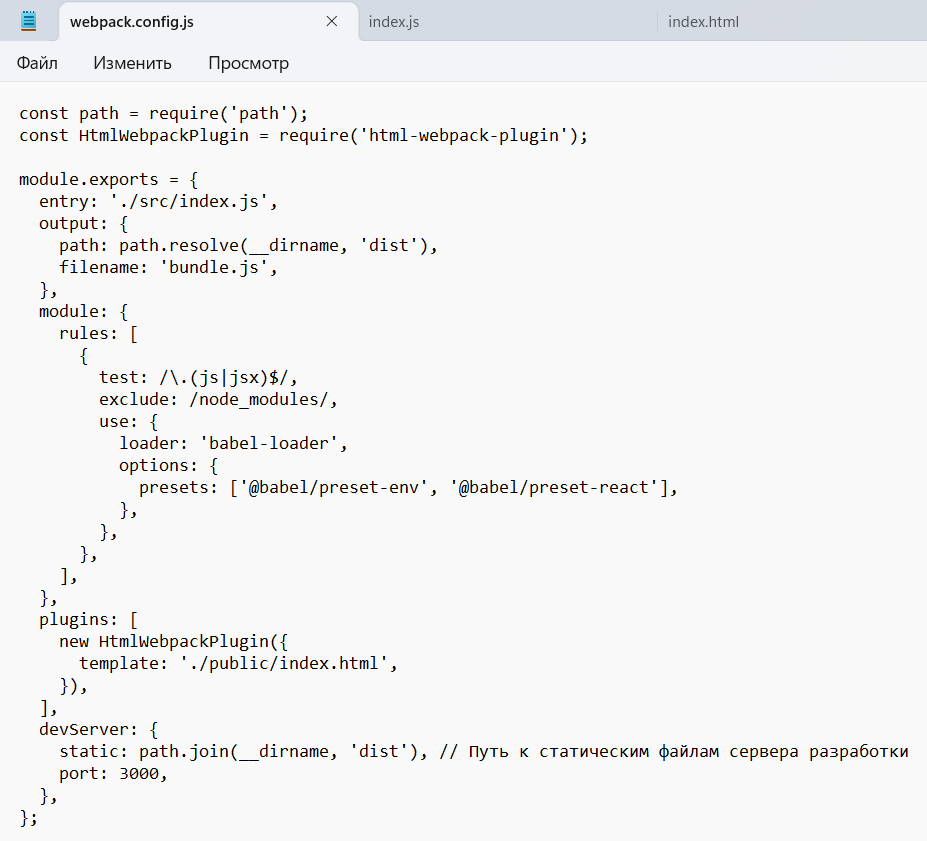 webpack.config.js
index.js
index.html
Файл
Изменить
Просмотр
const path = require('path');
const HtmlWebpackPlugin = require('html-webpack-plugin');

module.exports = {
  entry: './src/index.js',
  output: {
    path: path.resolve(__dirname, 'dist'),
    filename: 'bundle.js',
  },
  module: {
    rules: [
      {
        test: /\.(js|jsx)$/,
        exclude: /node_modules/,
        use: {
          loader: 'babel-loader',
          options: {
            presets: ['@babel/preset-env', '@babel/preset-react'],
          },
        },
      },
    ],
  },
  plugins: [
    new HtmlWebpackPlugin({
      template: './public/index.html',
    }),
  ],
  devServer: {
    static: path.join(__dirname, 'dist'), // Путь к статическим файлам сервера разработки
    port: 3000,
  },
};